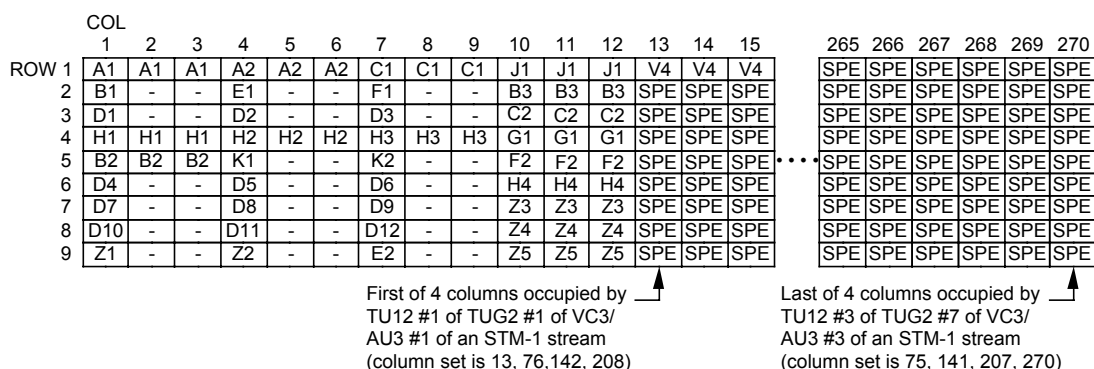 COL
1 2 3 4 5 6 7 8 9 10 11 12 13 14 15 265 266 267 268 269 270
ROW 1 A1 A1 A1 A2 A2 A2 C1 C1 C1 J1 J1 J1 V4 V4 V4 SPE SPE SPE SPE SPE SPE
2 B1 - - E1 - - F1 - - B3 B3 B3 SPE SPE SPE SPE SPE SPE SPE SPE SPE
3 D1 - - D2 - - D3 - - C2 C2 C2 SPE SPE SPE SPE SPE SPE SPE SPE SPE
4 H1 H1 H1 H2 H2 H2 H3 H3 H3 G1 G1 G1 SPE SPE SPE SPE SPE SPE SPE SPE SPE
5 B2 B2 B2 K1 - - K2 - - F2 F2 F2 SPE SPE SPE • • • • SPE SPE SPE SPE SPE SPE
6 D4 - - D5 - - D6 - - H4 H4 H4 SPE SPE SPE SPE SPE SPE SPE SPE SPE
7 D7 - - D8 - - D9 - - Z3 Z3 Z3 SPE SPE SPE SPE SPE SPE SPE SPE SPE
8 D10 - - D11 - - D12 - - Z4 Z4 Z4 SPE SPE SPE SPE SPE SPE SPE SPE SPE
9 Z1 - - Z2 - - E2 - - Z5 Z5 Z5 SPE SPE SPE SPE SPE SPE SPE SPE SPE
First of 4 columns occupied by
TU12 #1 of TUG2 #1 of VC3/
AU3 #1 of an STM-1 stream
(column set is 13, 76,142, 208)
Last of 4 columns occupied by
TU12 #3 of TUG2 #7 of VC3/
AU3 #3 of an STM-1 stream
(column set is 75, 141, 207, 270)